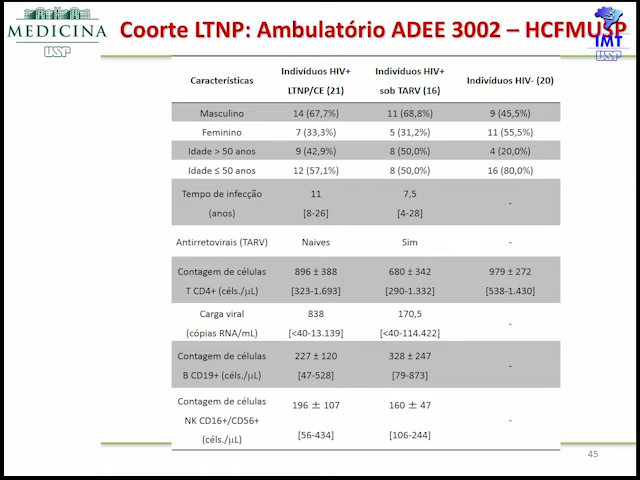 MEDICINA
USP
Coorte LTNP: Ambulatório ADEE 3002 – HCFMUSP
IMT
USP
Características Indivíduos HIV+ LTNP/CE (21) Indivíduos HIV+ sob TARV (16) Indivíduos HIV- (20)
Masculino 14 (67,7%) 11 (68,8%) 9 (45,5%)
Feminino 7 (33,3%) 5 (31,2%) 11 (55,5%)
Idade > 50 anos 9 (42,9%) 8 (50,0%) 4 (20,0%)
Idade ≤ 50 anos 12 (57,1%) 8 (50,0%) 16 (80,0%)
Tempo de infecção 11 7,5
(anos) [8-26] [4-28] -
Antirretovirais (TARV) Naives Sim -
Contagem de células 896 ± 388 680 ± 342 979 ± 272
T CD4+ (céls./µL) [323-1.693] [290-1.332] [538-1.430]
Carga viral 838 170,5
(cópias RNA/mL) [<40-13.139] [<40-114.422] -
Contagem de células 227 ± 120 328 ± 247
B CD19+ (céls./µL) [47-528] [79-873] -
Contagem de células 196 ± 107 160 ± 47
NK CD16+/CD56+ -
(céls./µL) [56-434] [106-244]
45